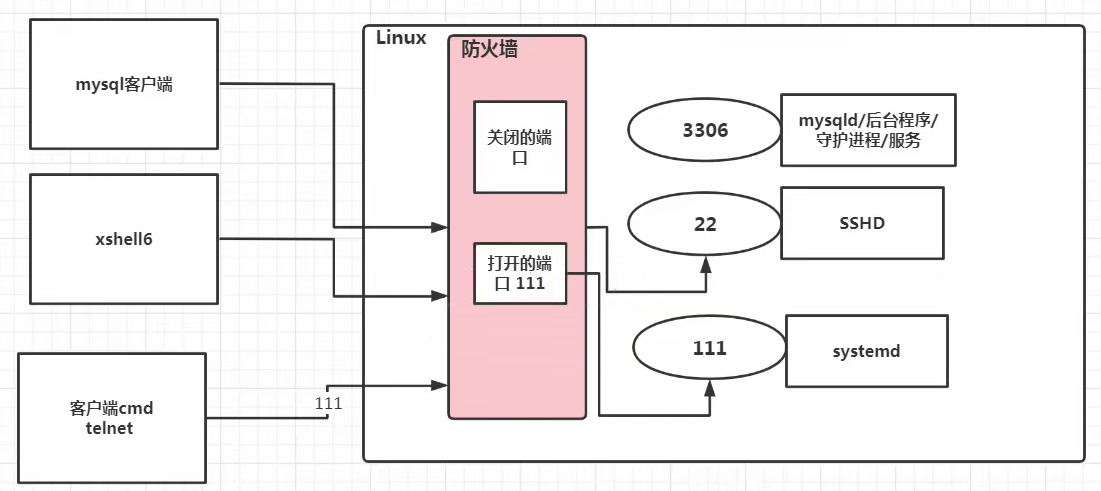 mysql客户端
xshell6
客户端cmd
telnet
111
Linux
防火墙
关闭的端
口
打开的端
口 111
3306
mysqld/后台程序/
守护进程/服务
22
SSHD
111
systemd